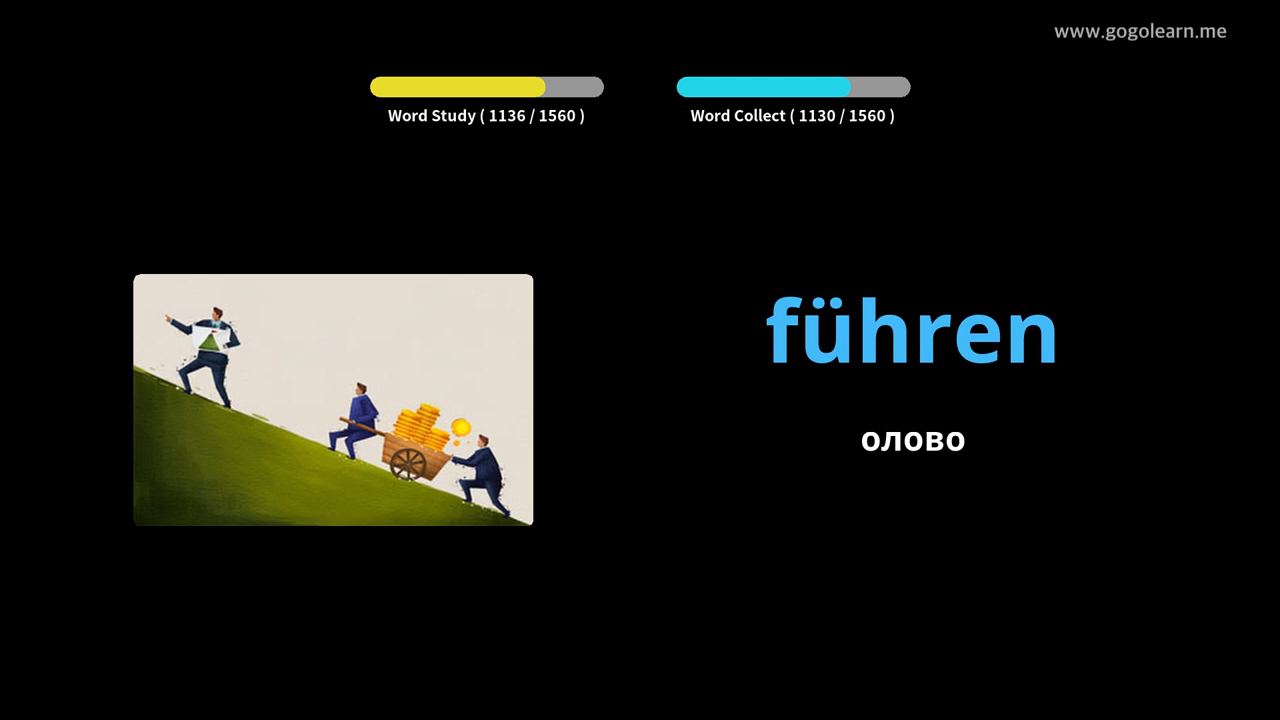 www.gogolearn.me
Word Study ( 1136 / 1560 )
Word Collect ( 1130 / 1560 )
führen
олово